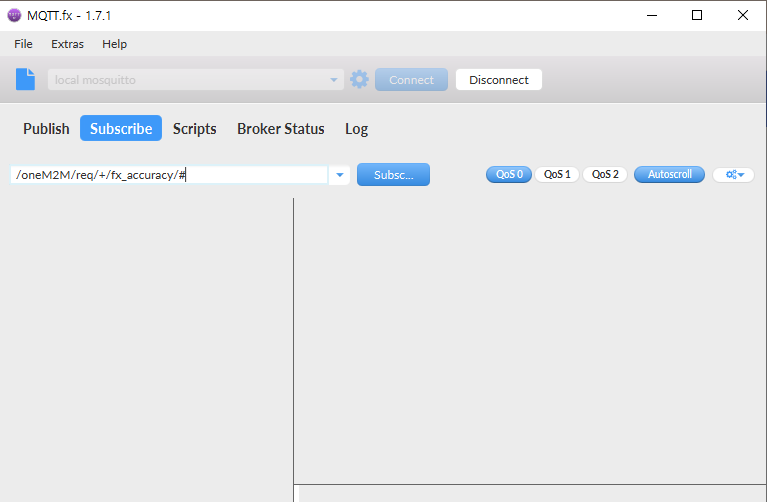 MQTT.fx - 1.7.1
File Extras Help
local mosquitto Connect Disconnect
Publish Subscribe Scripts Broker Status Log
/oneM2M/req/+/fx_accuracy/# Subsc... QoS 0 QoS 1 QoS 2 Autoscroll